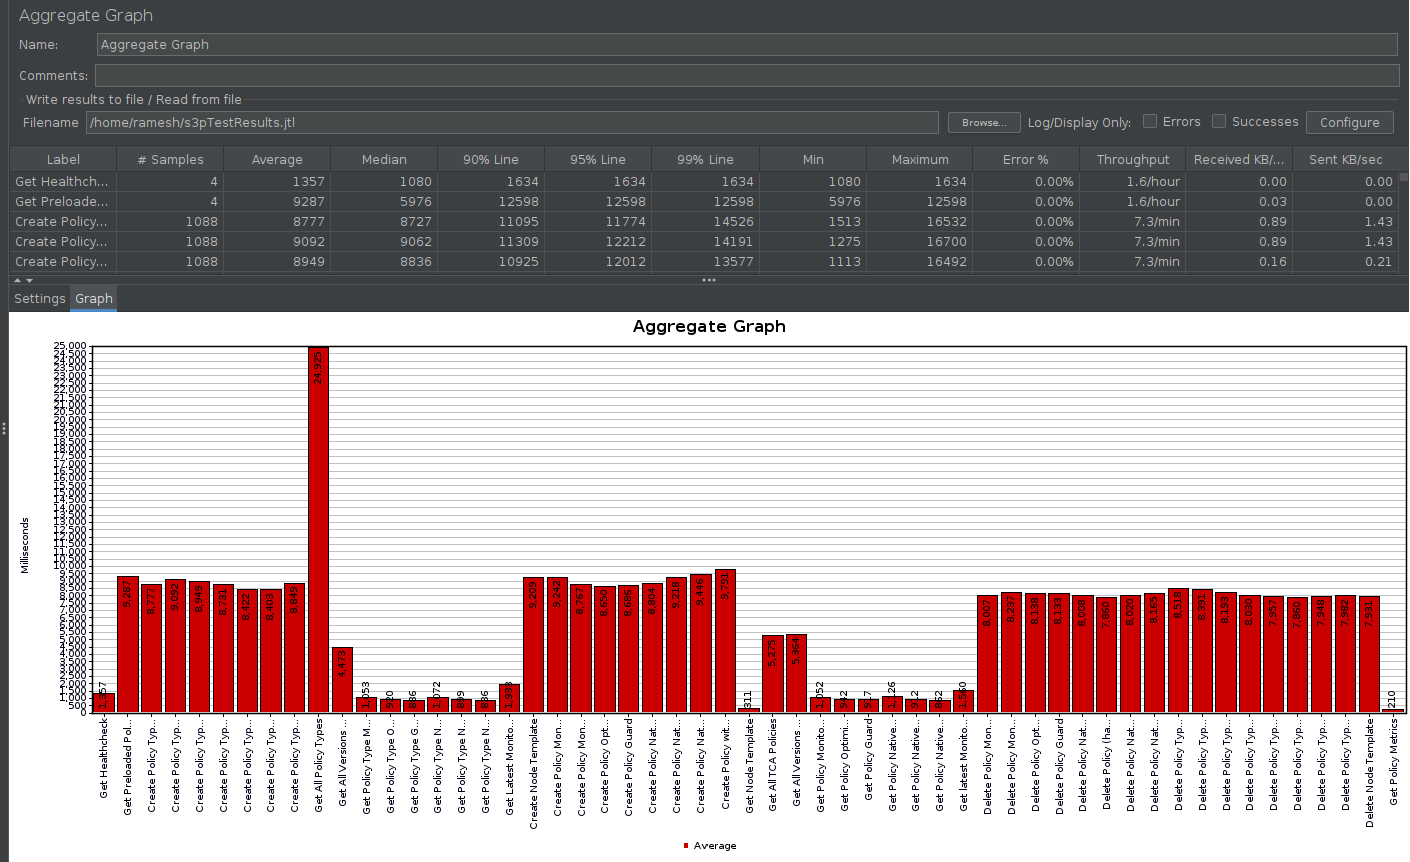 Aggregate Graph
Name: Aggregate Graph
Comments:
Write results to file / Read from file
Filename /home/ramesh/s3pTestResults.jtl Browse... Log/Display Only: Errors Successes Configure
Label # Samples Average Median 90% Line 95% Line 99% Line Min Maximum Error % Throughput Received KB/... Sent KB/sec
Get Healthch... 4 1357 1080 1634 1634 1634 1080 1634 0.00% 1.6/hour 0.00 0.00
Get Preloade... 4 9287 5976 12598 12598 12598 5976 12598 0.00% 1.6/hour 0.03 0.00
Create Policy... 1088 8777 8727 11095 11774 14526 1513 16532 0.00% 7.3/min 0.89 1.43
Create Policy... 1088 9092 9062 11309 12212 14191 1275 16700 0.00% 7.3/min 0.89 1.43
Create Policy... 1088 8949 8836 10925 12012 13577 1113 16492 0.00% 7.3/min 0.16 0.21
Settings Graph
Aggregate Graph
Milliseconds
25,000
24,500
24,000
23,500
23,000
22,500
22,000
21,500
21,000
20,500
20,000
19,500
19,000
18,500
18,000
17,500
17,000
16,500
16,000
15,500
15,000
14,500
14,000
13,500
13,000
12,500
12,000
11,500
11,000
10,500
10,000
9,500
9,000
8,500
8,000
7,500
7,000
6,500
6,000
5,500
5,000
4,500
4,000
3,500
3,000
2,500
2,000
1,500
1,000
500
0
1,357
9,287
8,777
9,092
8,949
8,422
8,403
8,849
24,925
4,473
1,053
920
1,072
1,933
9,209
9,242
8,767
8,650
8,686
8,804
9,218
9,446
9,791
311
5,275
5,364
1,052
942
917
1,126
912
862
8,007
8,237
8,138
8,133
8,008
7,800
8,020
8,165
8,518
8,391
8,193
7,957
7,860
7,948
7,982
7,931
210
Get Healthcheck
Get Preloaded Pol...
Create Policy Typ...
Create Policy Typ...
Create Policy Typ...
Create Policy Typ...
Create Policy Typ...
Create Policy Typ...
Create Policy Typ...
Get All Policy Types
Get All Versions ...
Get Policy Type M...
Get Policy Type O...
Get Policy Type G...
Get Policy Type N...
Get Policy Type N...
Get Policy Type N...
Get Latest Monito...
Create Node Template
Create Policy Mon...
Create Policy Mon...
Create Policy Opt...
Create Policy Guard
Create Policy Nat...
Create Policy Nat...
Create Policy Nat...
Create Policy wit...
Get Node Template
Get All TCA Policies
Get All Versions ...
Get Policy Monito...
Get Policy Optimi...
Get Policy Guard
Get Policy Native...
Get Policy Native...
Get Policy Native...
Get latest Monito...
Delete Policy Mon...
Delete Policy Mon...
Delete Policy Opt...
Delete Policy Guard
Delete Policy Nat...
Delete Policy (ha...
Delete Policy Nat...
Delete Policy Nat...
Delete Policy Typ...
Delete Policy Typ...
Delete Policy Typ...
Delete Policy Typ...
Delete Policy Typ...
Delete Policy Typ...
Delete Policy Typ...
Delete Policy Typ...
Delete Node Template
Get Policy Metrics
Average